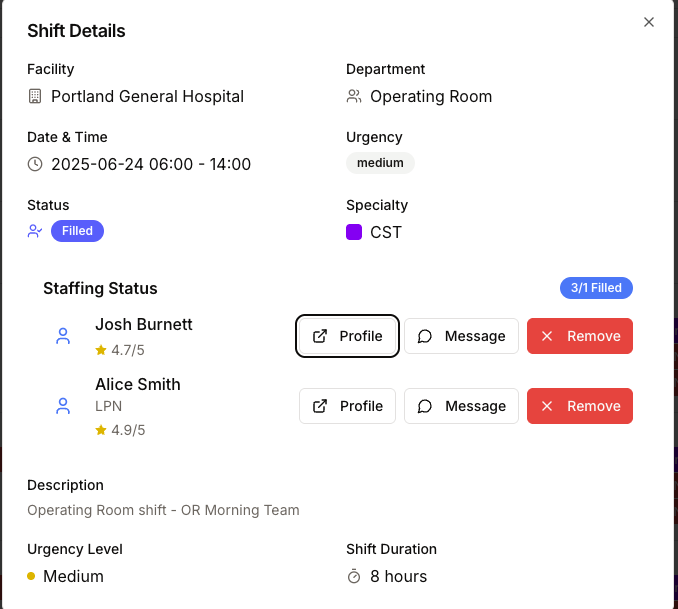 Shift Details
Facility
Department
Portland General Hospital
Operating Room
Date & Time
Urgency
2025-06-24 06:00 - 14:00
medium
Status
Specialty
Filled
CST
Staffing Status
3/1 Filled
Josh Burnett
4.7/5
Profile
Message
Remove
Alice Smith
LPN
4.9/5
Profile
Message
Remove
Description
Operating Room shift - OR Morning Team
Urgency Level
Shift Duration
Medium
8 hours